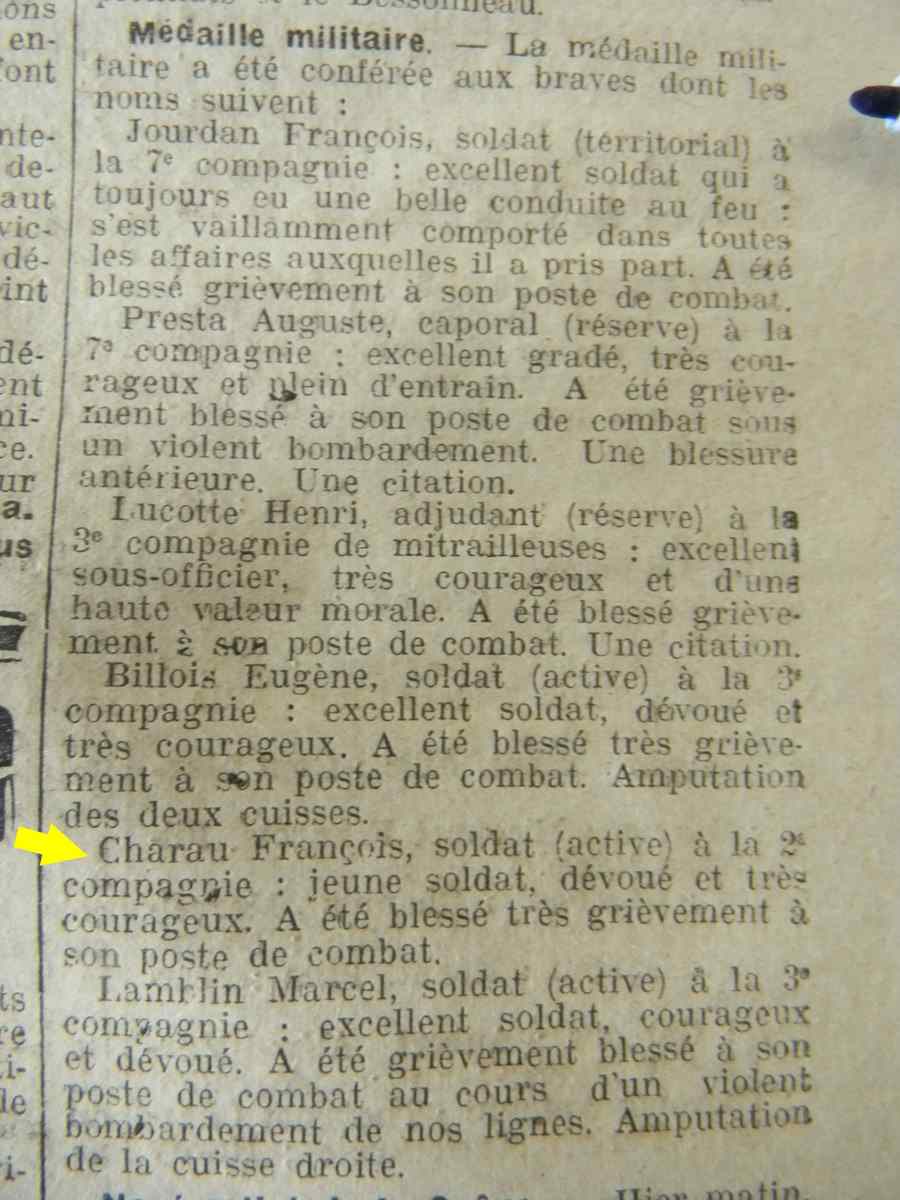 Médaille militaire. — La médaille mili-
taire a été conférée aux braves dont les
noms suivent :
Jourdan François, soldat (territorial) à
la 7e compagnie : excellent soldat qui a
toujours eu une belle conduite au feu :
s'est vaillamment comporté dans toutes
les affaires auxquelles il a pris part. A été
blessé grièvement à son poste de combat.
Presta Auguste, caporal (réserve) à la
7e compagnie : excellent gradé, très cou-
rageux et plein d'entrain. A été griève-
ment blessé à son poste de combat sous
un violent bombardement. Une blessure
antérieure. Une citation.
Lucotte Henri, adjudant (réserve) à la
3e compagnie de mitrailleuses : excellent
sous-officier, très courageux et d'une
haute valeur morale. A été blessé griève-
ment à son poste de combat. Une citation.
Billois Eugène, soldat (active) à la 3e
compagnie : excellent soldat, dévoué et
très courageux. A été blessé très griève-
ment à son poste de combat. Amputation
des deux cuisses.
Charau François, soldat (active) à la 2e
compagnie : jeune soldat, dévoué et très
courageux. A été blessé très grièvement à
son poste de combat.
Lamblin Marcel, soldat (active) à la 3e
compagnie : excellent soldat, courageux
et dévoué. A été grièvement blessé à son
poste de combat au cours d'un violent
bombardement de nos lignes. Amputation
de la cuisse droite.
Hier matin,